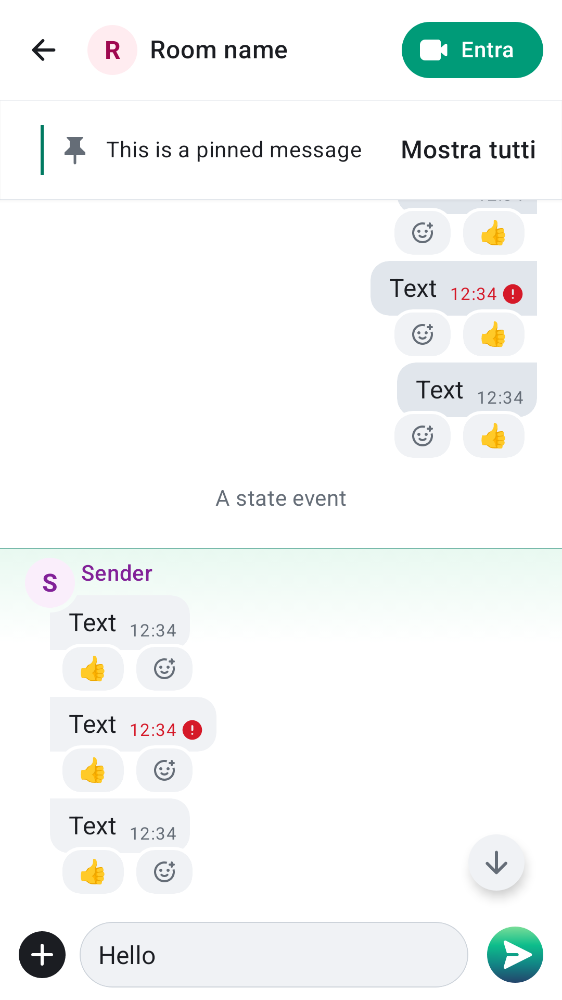 R
Room name
Entra
This is a pinned message
Mostra tutti
Text 12:34
Text 12:34
A state event
S
Sender
Text 12:34
Text 12:34
Text 12:34
Hello